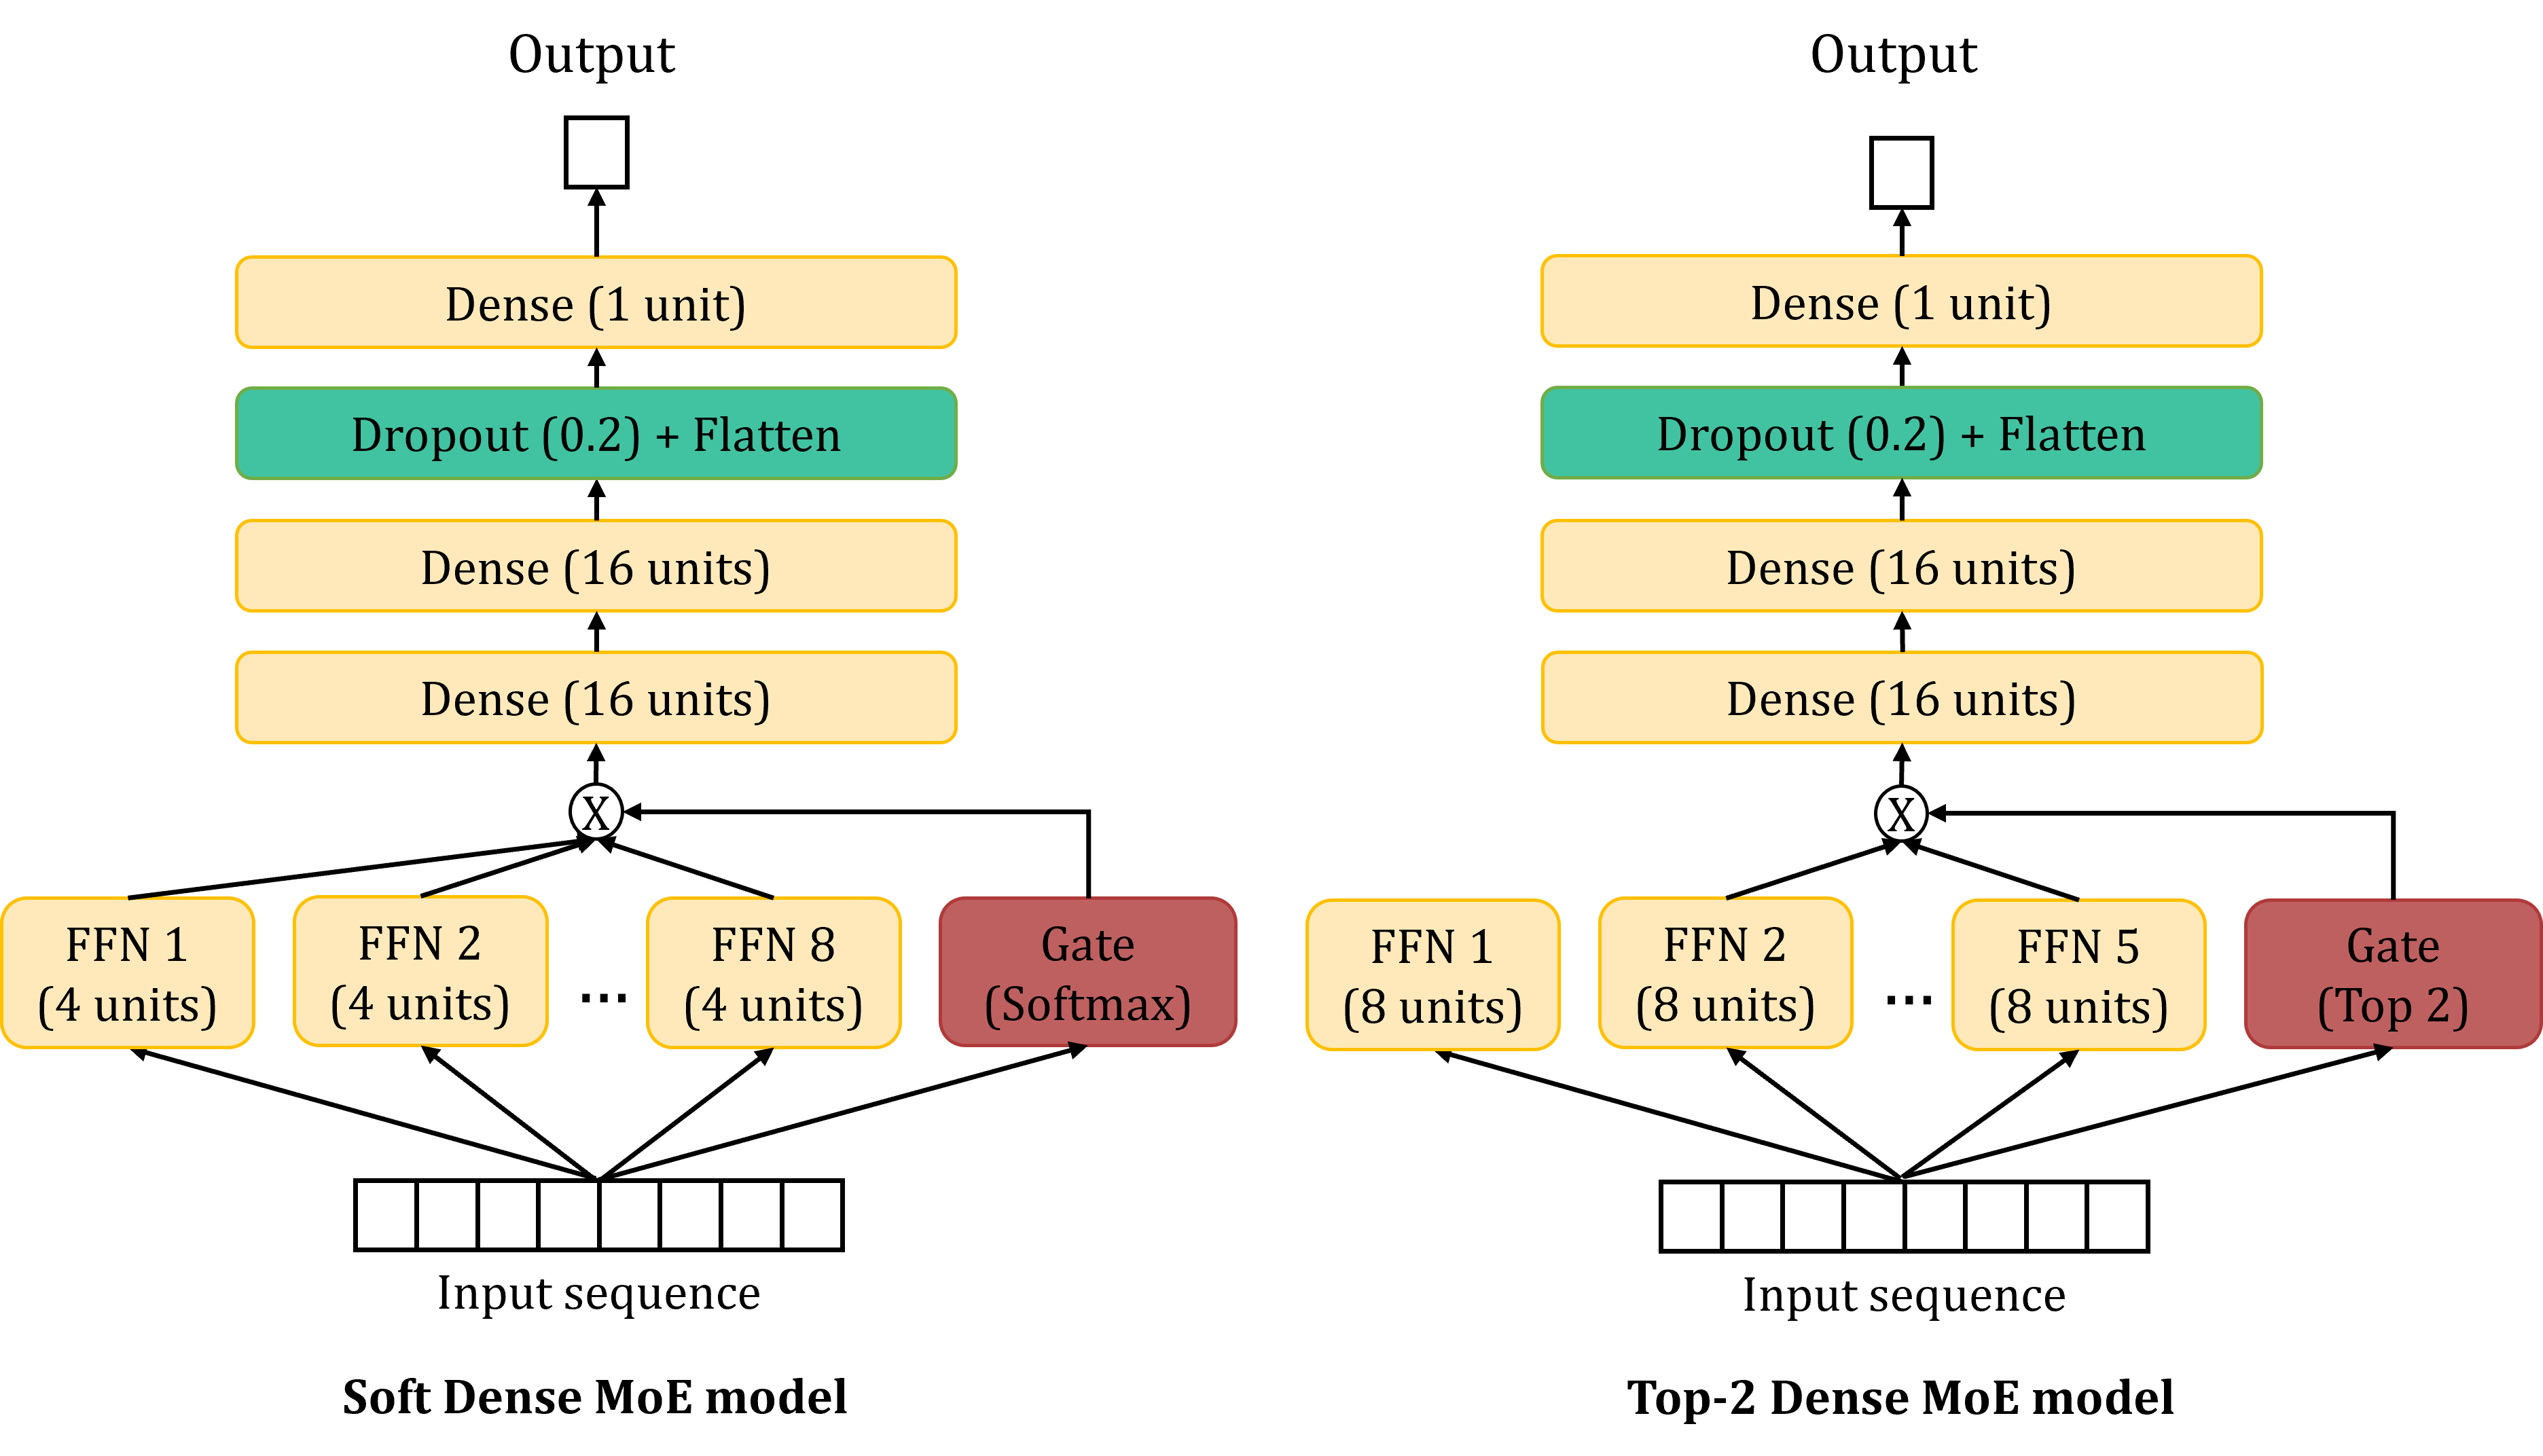 Output
Dense (1 unit)
Dropout (0.2) + Flatten
Dense (16 units)
Dense (16 units)
X
FFN 1
(4 units)
FFN 2
(4 units)
...
FFN 8
(4 units)
Gate
(Softmax)
Input sequence
Soft Dense MoE model
Output
Dense (1 unit)
Dropout (0.2) + Flatten
Dense (16 units)
Dense (16 units)
X
FFN 1
(8 units)
FFN 2
(8 units)
...
FFN 5
(8 units)
Gate
(Top 2)
Input sequence
Top-2 Dense MoE model